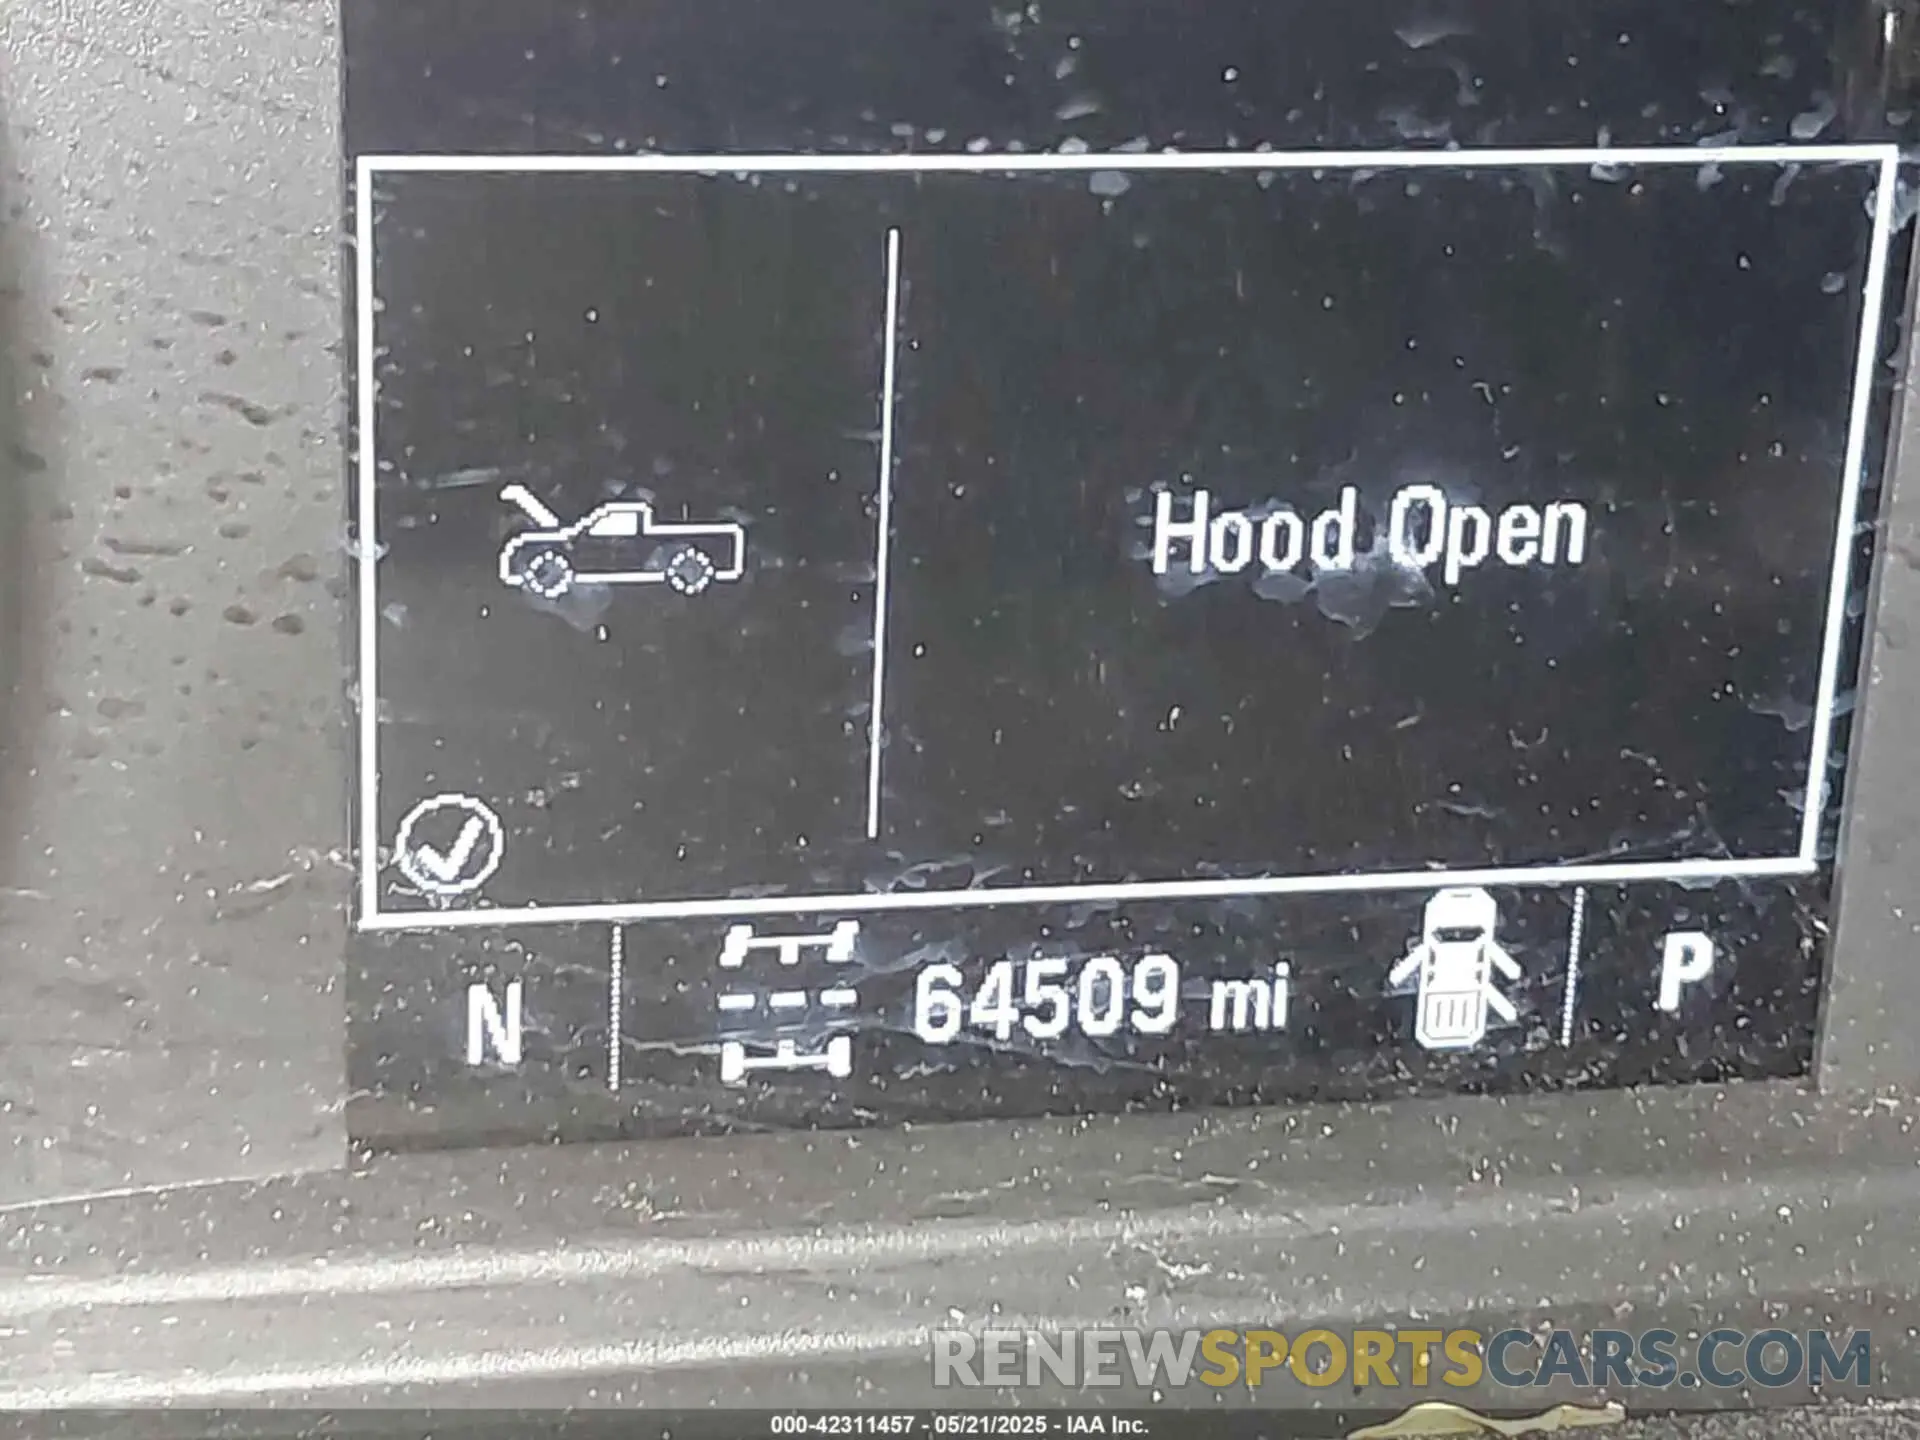 Hood Open
N 64509 mi P
RENEWSPORTSCARS.COM
000-42311457 - 05/21/2025 - IAA Inc.